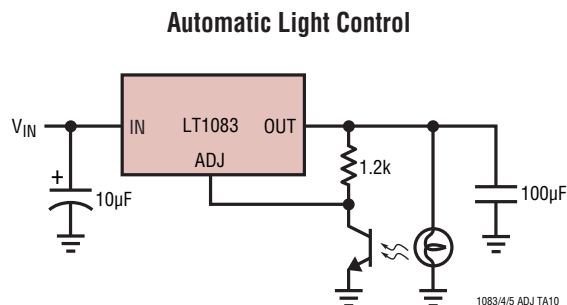 Automatic Light Control
V_IN
IN LT1083 OUT
ADJ
1.2k
+
10µF
100µF
1083/4/5 ADJ TA10